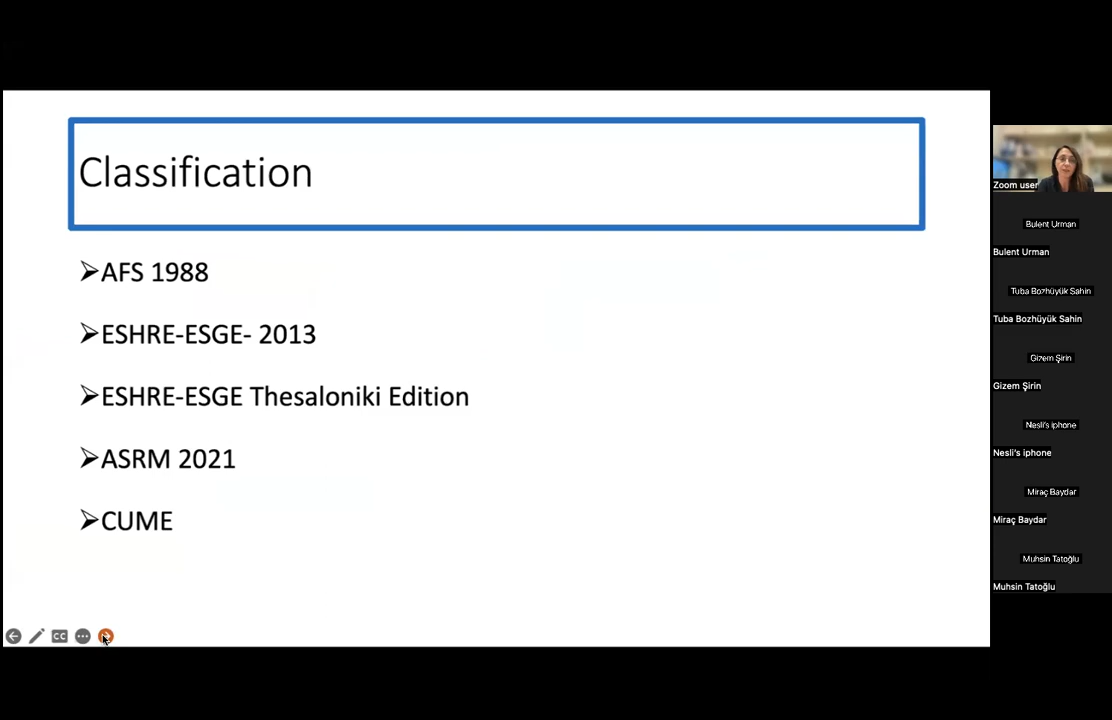 Classification
➢AFS 1988
➢ESHRE-ESGE- 2013
➢ESHRE-ESGE Thesaloniki Edition
➢ASRM 2021
➢CUME
CC
Zoom user
Bulent Urman
Bulent Urman
Tuba Bozhüyük Sahin
Tuba Bozhüyük Sahin
Gizem Şirin
Gizem Şirin
Nesli's iphone
Nesli's iphone
Miraç Baydar
Miraç Baydar
Muhsin Tatoğlu
Muhsin Tatoğlu